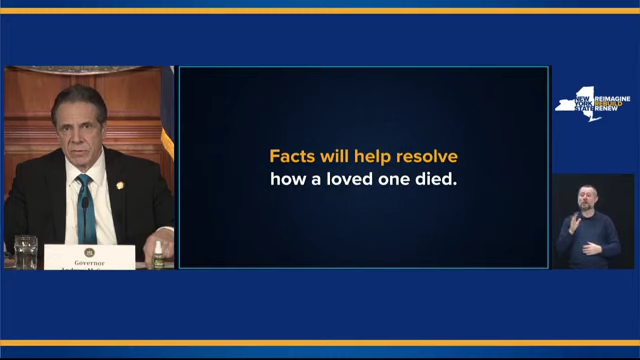 Facts will help resolve
how a loved one died.
NEW
YORK
STATE
REIMAGINE
REBUILD
RENEW
Governor